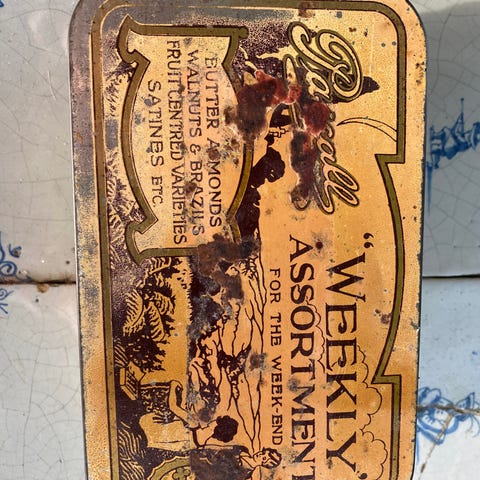 Pascall
"WEEKLY"
ASSORTMENT
FOR THE WEEK-END
BUTTER ALMONDS
WALNUTS & BRAZILS
FRUIT CENTRED VARIETIES
SATINES ETC.